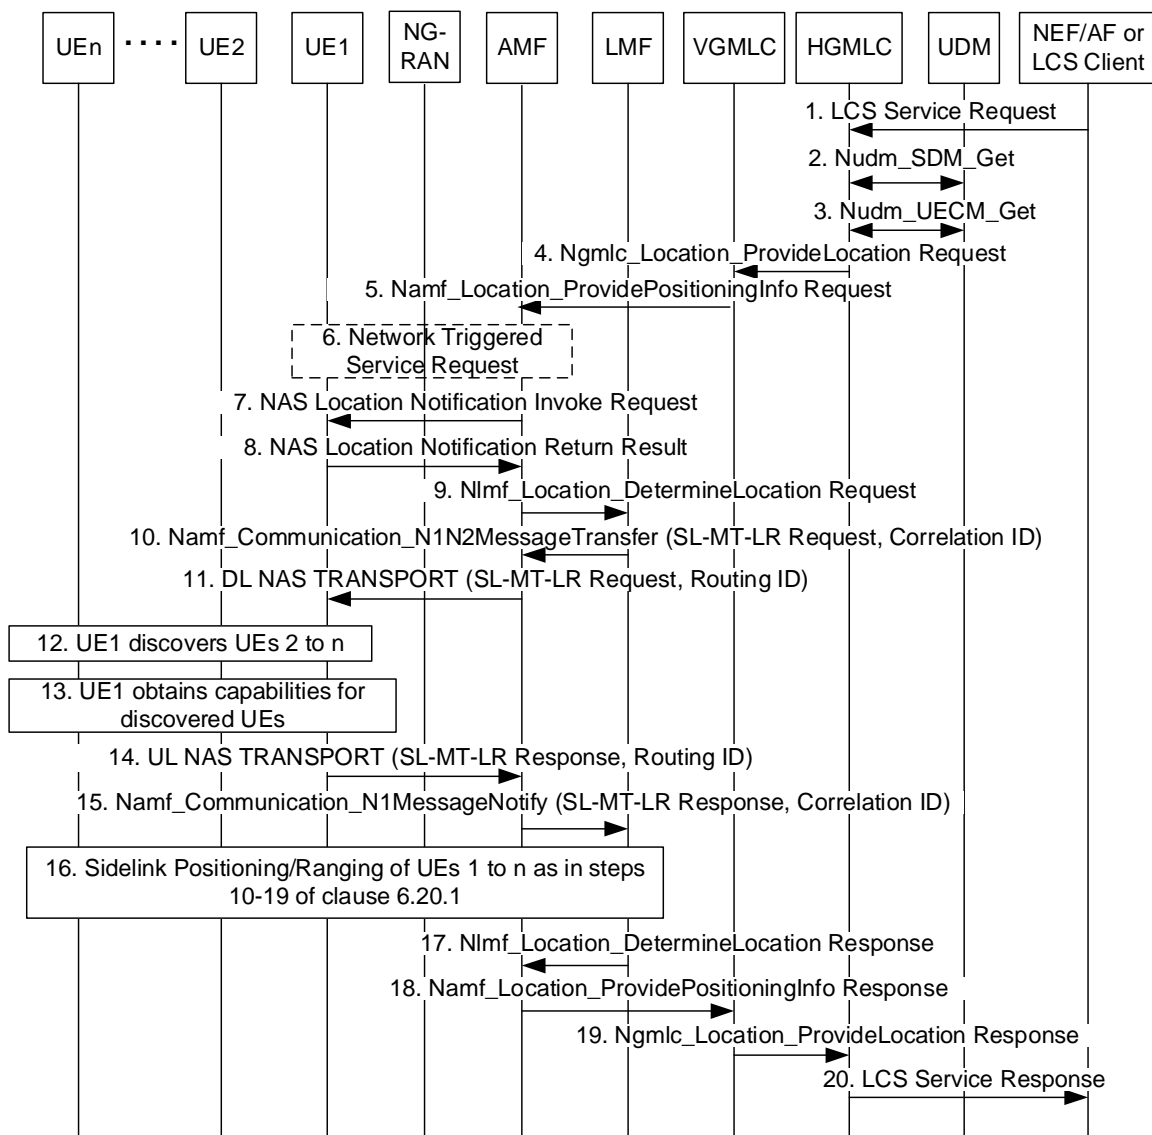 UEn
. . . .
UE2
UE1
NG-
RAN
AMF
LMF
VGMLC
HGMLC
UDM
NEF/AF or
LCS Client
1. LCS Service Request
2. Nudm_SDM_Get
3. Nudm_UECM_Get
4. Ngmlc_Location_ProvideLocation Request
5. Namf_Location_ProvidePositioningInfo Request
6. Network Triggered
Service Request
7. NAS Location Notification Invoke Request
8. NAS Location Notification Return Result
9. Nlmf_Location_DetermineLocation Request
10. Namf_Communication_N1N2MessageTransfer (SL-MT-LR Request, Correlation ID)
11. DL NAS TRANSPORT (SL-MT-LR Request, Routing ID)
12. UE1 discovers UEs 2 to n
13. UE1 obtains capabilities for
discovered UEs
14. UL NAS TRANSPORT (SL-MT-LR Response, Routing ID)
15. Namf_Communication_N1MessageNotify (SL-MT-LR Response, Correlation ID)
16. Sidelink Positioning/Ranging of UEs 1 to n as in steps
10-19 of clause 6.20.1
17. Nlmf_Location_DetermineLocation Response
18. Namf_Location_ProvidePositioningInfo Response
19. Ngmlc_Location_ProvideLocation Response
20. LCS Service Response